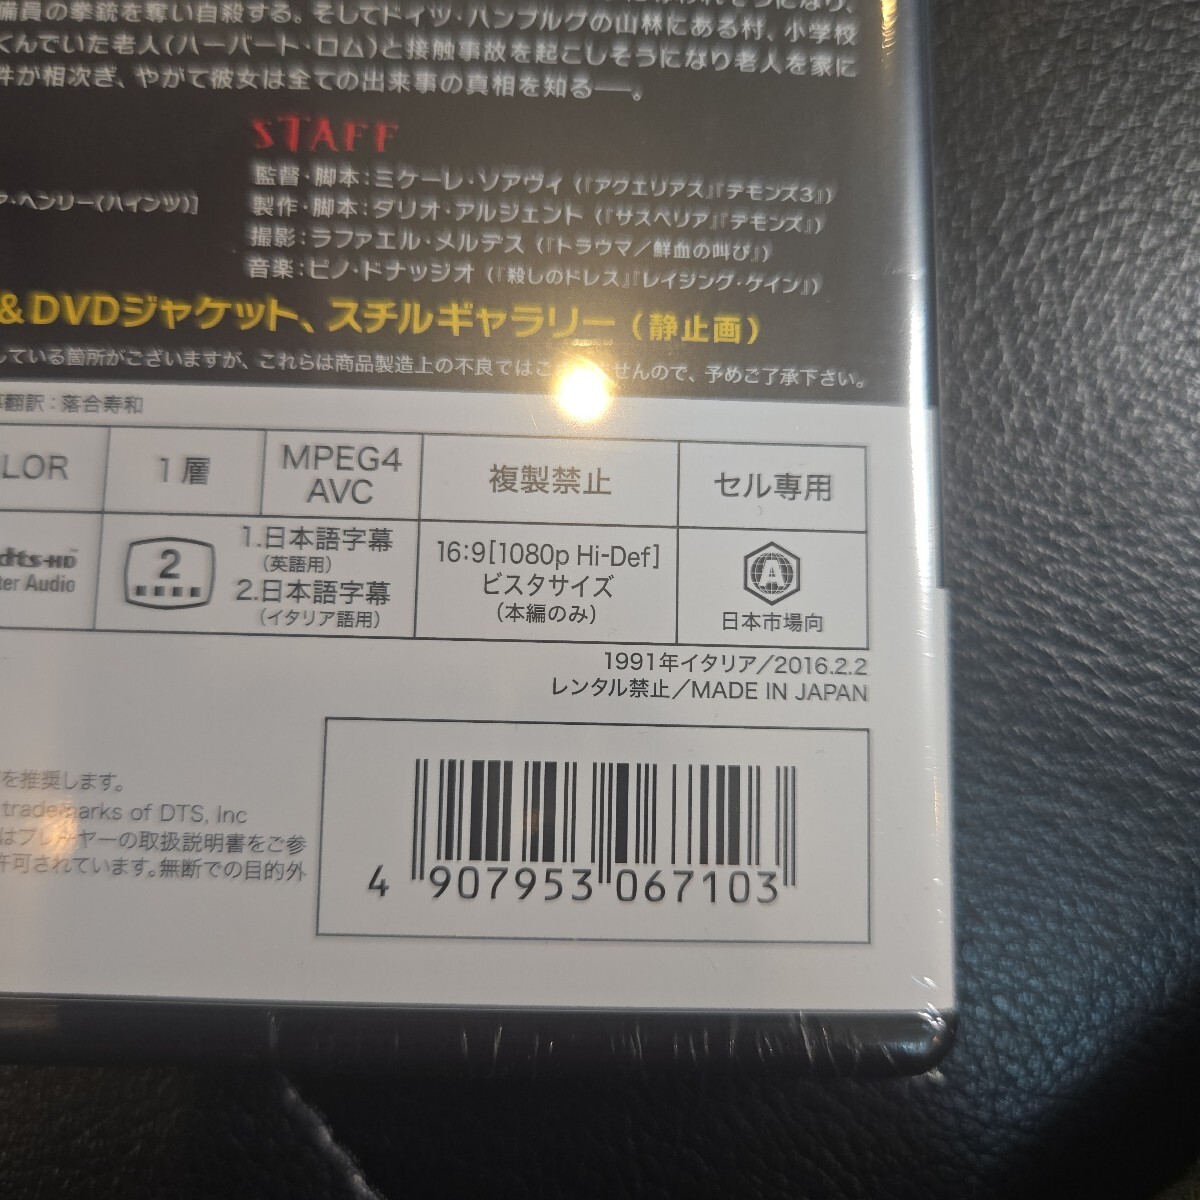 備員の拳銃を奪い自殺する。そしてドイツ・ハンブルグの山林にある村、小学校
くんでいた老人(ハーバート・ロム)と接触事故を起こしそうになり老人を家に
件が相次ぎ、やがて彼女は全ての出来事の真相を知る──。
STAFF
・ヘンリー(ハインツ)]
監督・脚本:ミケーレ・ソアヴィ(『アクエリアス』『デモンズ3』)
製作・脚本:ダリオ・アルジェント(『サスペリア』『デモンズ』)
撮影:ラファエル・メルデス(『トラウマ/鮮血の叫び』)
音楽:ピノ・ドナッジオ(『殺しのドレス』『レイジング・ケイン』)
&DVDジャケット、スチルギャラリー(静止画)
している箇所がございますが、これらは商品製造上の不良ではご せんので、予めご了承下さい。
翻訳:落合寿和
LOR
1層
MPEG4
AVC
複製禁止
セル専用
dts-HD
ter Audio
2
1.日本語字幕
(英語用)
2.日本語字幕
(イタリア語用)
16:9[1080p Hi-Def]
ビスタサイズ
(本編のみ)
A
日本市場向
1991年イタリア/2016.2.2
レンタル禁止/MADE IN JAPAN
を推奨します。
trademarks of DTS, Inc
はプレーヤーの取扱説明書をご参
許可されています。無断での目的外
4 907953 067103